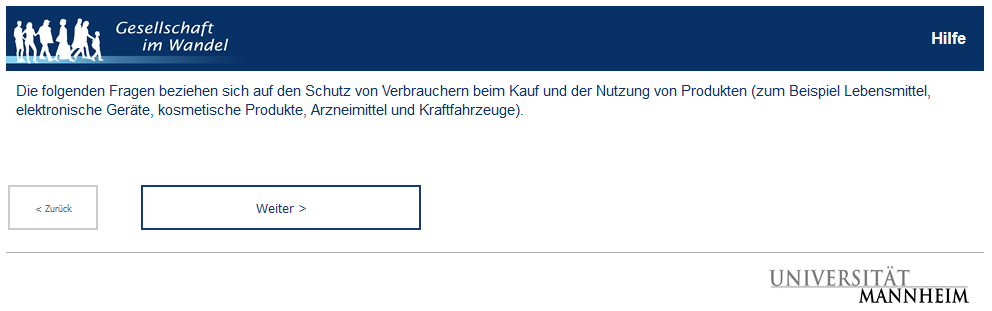 Gesellschaft
im Wandel
Hilfe
Die folgenden Fragen beziehen sich auf den Schutz von Verbrauchern beim Kauf und der Nutzung von Produkten (zum Beispiel Lebensmittel,
elektronische Geräte, kosmetische Produkte, Arzneimittel und Kraftfahrzeuge).
< Zurück
Weiter >
UNIVERSITÄT
MANNHEIM